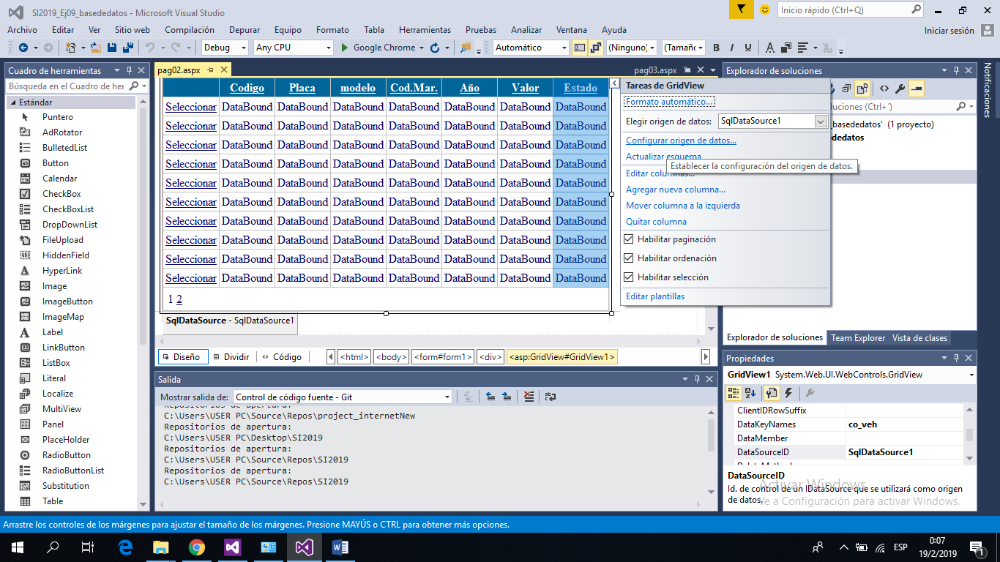 SI2019_Ej09_basededatos - Microsoft Visual Studio
Inicio rápido (Ctrl+Q)
Archivo Editar Ver Sitio web Compilación Depurar Equipo Formato Tabla Herramientas Pruebas Analizar Ventana Ayuda
Iniciar sesión
Debug Any CPU Google Chrome Automático (Ninguno) (Tamaño B I U A
Cuadro de herramientas
Búsqueda en el Cuadro de her
Estándar
Puntero
AdRotator
BulletedList
Button
Calendar
CheckBox
CheckBoxList
DropDownList
FileUpload
HiddenField
HyperLink
Image
ImageButton
ImageMap
Label
LinkButton
ListBox
Literal
Localize
MultiView
Panel
PlaceHolder
RadioButton
RadioButtonList
Substitution
Table
pag02.aspx
pag03.aspx
Codigo Placa modelo Cod.Mar. Año Valor Estado
Seleccionar DataBound DataBound DataBound DataBound DataBound DataBound DataBound
Seleccionar DataBound DataBound DataBound DataBound DataBound DataBound DataBound
Seleccionar DataBound DataBound DataBound DataBound DataBound DataBound DataBound
Seleccionar DataBound DataBound DataBound DataBound DataBound DataBound DataBound
Seleccionar DataBound DataBound DataBound DataBound DataBound DataBound DataBound
Seleccionar DataBound DataBound DataBound DataBound DataBound DataBound DataBound
Seleccionar DataBound DataBound DataBound DataBound DataBound DataBound DataBound
Seleccionar DataBound DataBound DataBound DataBound DataBound DataBound DataBound
Seleccionar DataBound DataBound DataBound DataBound DataBound DataBound DataBound
Seleccionar DataBound DataBound DataBound DataBound DataBound DataBound DataBound
1 2
SqlDataSource - SqlDataSource1
Tareas de GridView
Formato automático...
Elegir origen de datos: SqlDataSource1
Configurar origen de datos...
Actualizar esquema
Establecer la configuración del origen de datos.
Editar columnas...
Agregar nueva columna...
Mover columna a la izquierda
Quitar columna
Habilitar paginación
Habilitar ordenación
Habilitar selección
Editar plantillas
Diseño Dividir Código <html> <body> <form#form1> <div> <asp:GridView#GridView1>
Salida
Mostrar salida de: Control de código fuente - Git
Repositorios de apertura:
C:\Users\USER PC\Source\Repos\project_internetNew
Repositorios de apertura:
C:\Users\USER PC\Desktop\SI2019
Repositorios de apertura:
C:\Users\USER PC\Source\Repos\SI2019
Repositorios de apertura:
C:\Users\USER PC\Source\Repos\SI2019
Explorador de soluciones
luciones (Ctrl+´)
_basededatos' (1 proyecto)
dedatos
Explorador de soluciones Team Explorer Vista de clases
Notificaciones
Propiedades
GridView1 System.Web.UI.WebControls.GridView
ClientIDRowSuffix
DataKeyNames co_veh
DataMember
DataSourceID SqlDataSource1
DataSourceID
Id. de control de un IDataSource que se utilizará como origen
de datos.
Activar Windows
Ve a Configuración para activar Windows.
Arrastre los controles de los márgenes para ajustar el tamaño de los márgenes. Presione MAYÚS o CTRL para obtener más opciones.
ESP
0:07
19/2/2019
1